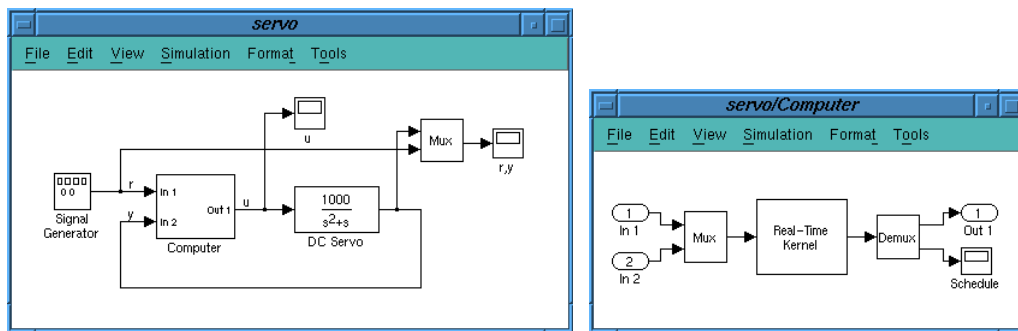 servo
File Edit View Simulation Format Tools
u
Mux
r,y
r
Signal
Generator
y
In 1
In 2
Out 1
Computer
u
1000
s²+s
DC Servo
servo/Computer
File Edit View Simulation Format Tools
1
In 1
2
In 2
Mux
Real-Time
Kernel
Demux
1
Out 1
Schedule